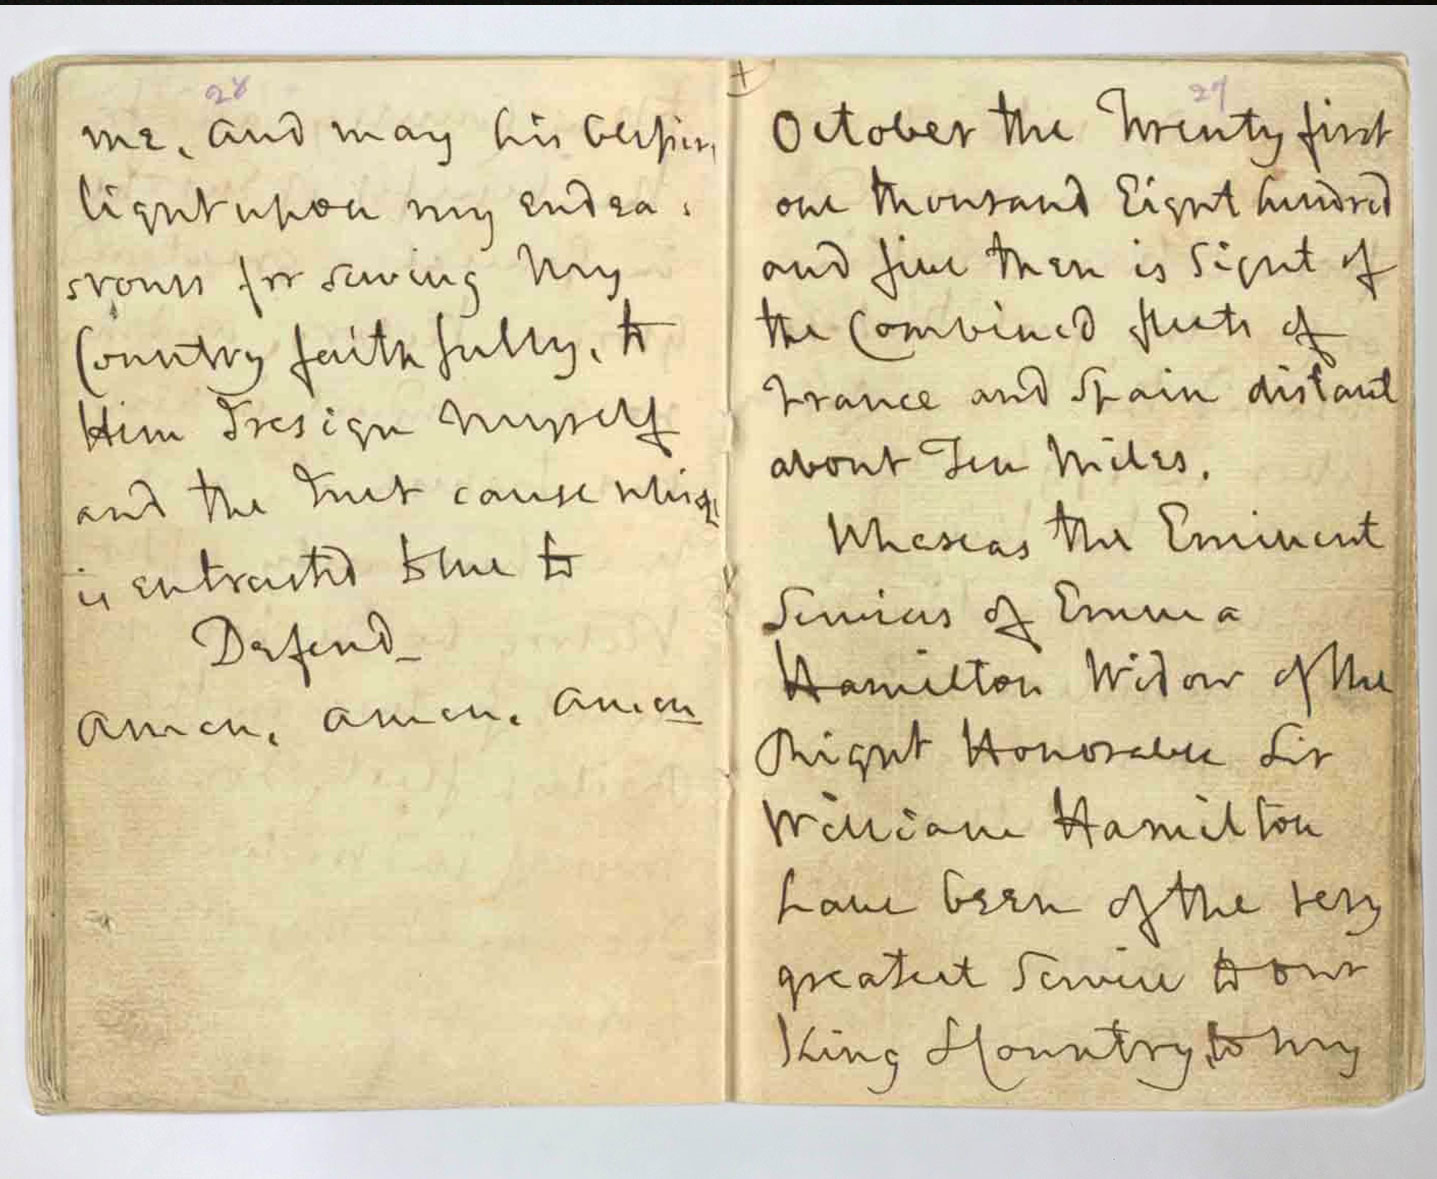 28
me, and may his blessing
light upon my endea:
vours for serving My
Country faithfully, to
Him I resign myself
and the Just cause which
is entrusted to me to
Defend_
amen, amen, amen
27
October the Twenty first
one thousand Eight hundred
and five then in Sight of
the Combined fleets of
France and Spain distant
about Ten Miles.
Whereas the Eminent
Services of Emma
Hamilton Widow of the
Right Honorable Sir
William Hamilton
have been of the very
greatest Service to our
King & Country, to my